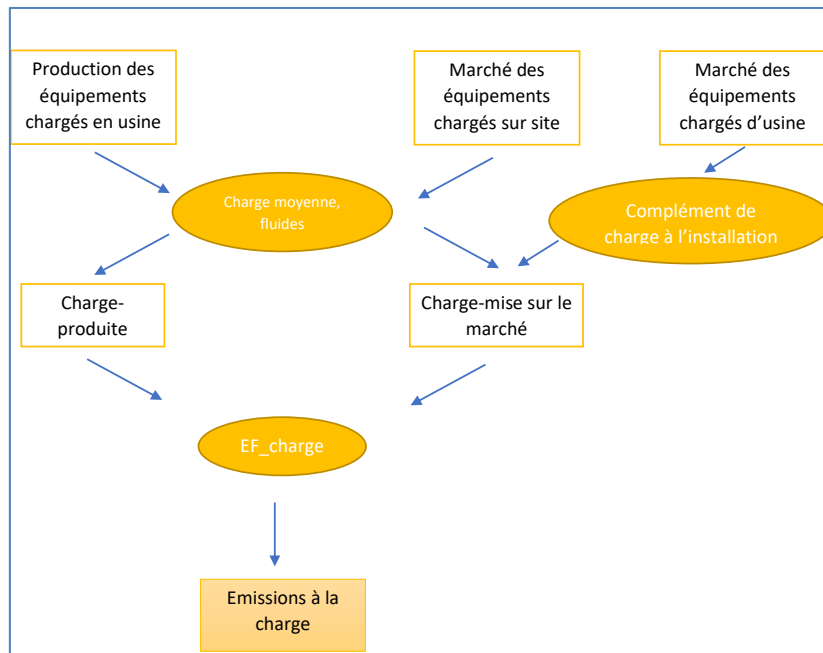 Production des
équipements
chargés en usine
Marché des
équipements
chargés sur site
Marché des
équipements
chargés d’usine
Charge moyenne,
fluides
Complément de
charge à l’installation
Charge-
produite
Charge-mise sur le
marché
EF_charge
Emissions à la
charge